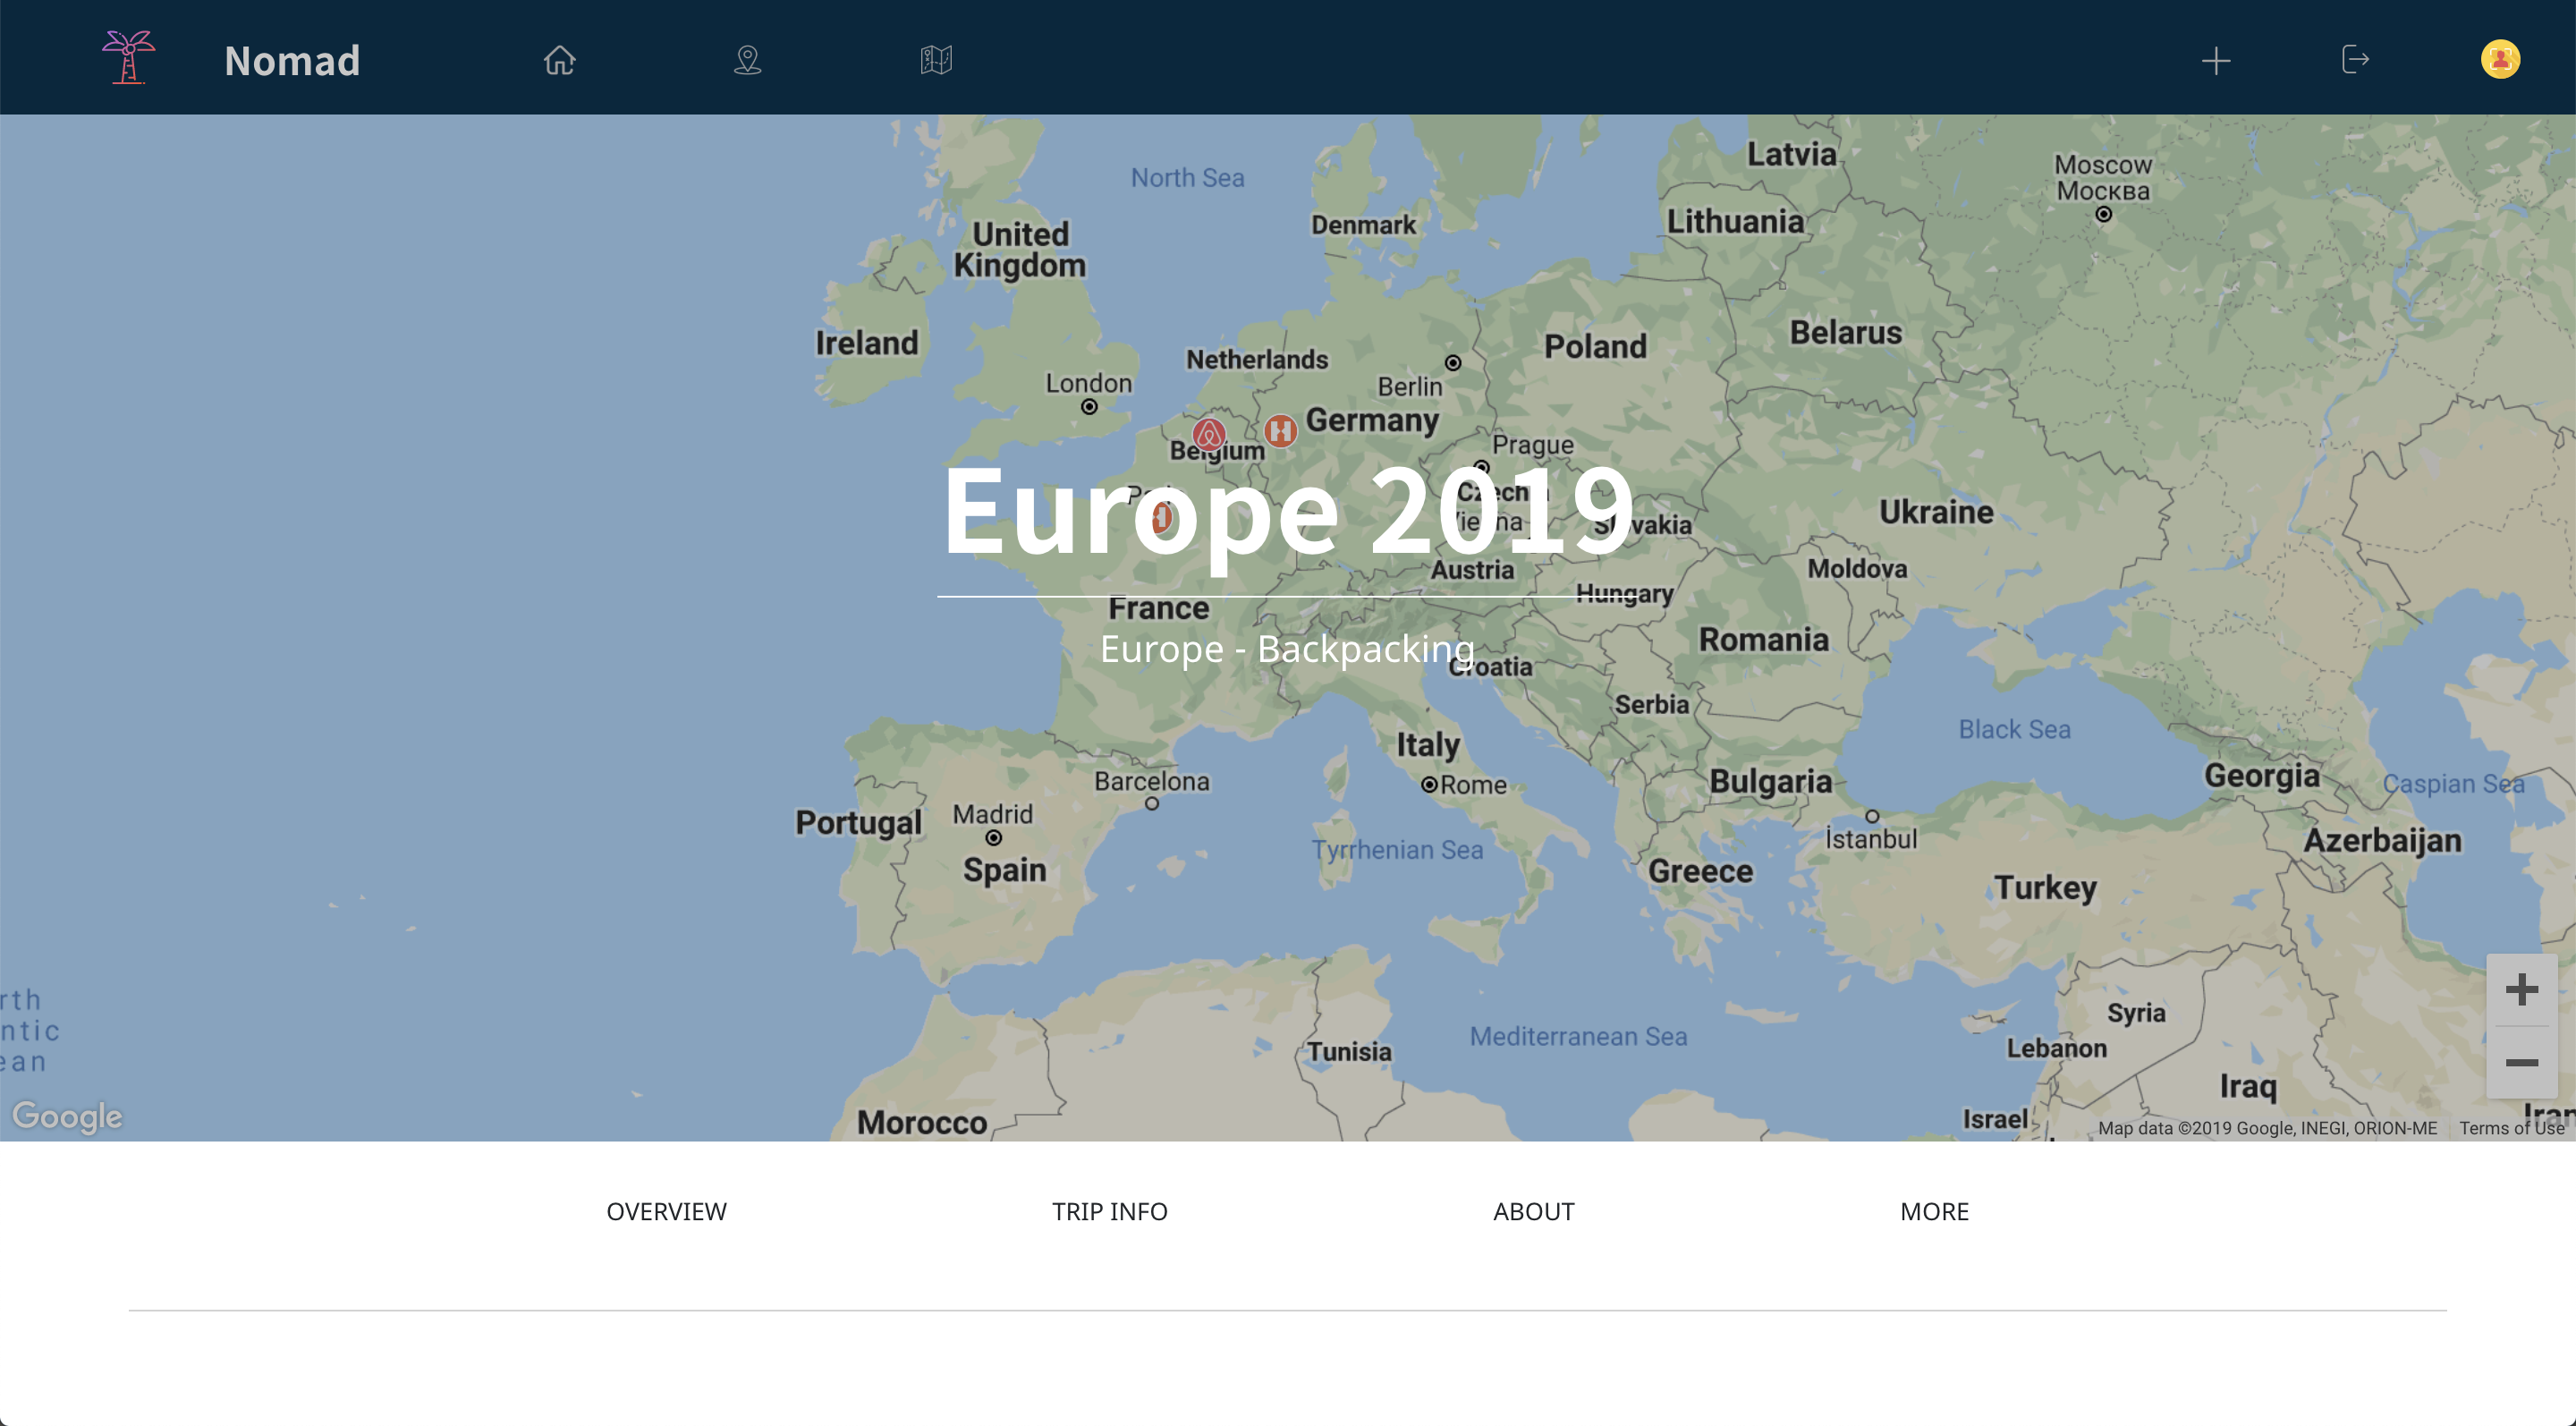 Nomad
North Sea
Latvia
Moscow
Москва
Denmark
Lithuania
United
Kingdom
Ireland
Netherlands
Poland
Belarus
London
Berlin
Germany
Belgium
Prague
Europe 2019
Ukraine
Slovakia
Austria
Moldova
Hungary
France
Romania
Europe - Backpacking
Croatia
Serbia
Black Sea
Italy
Rome
Barcelona
Bulgaria
Georgia
Caspian Sea
Portugal
Madrid
İstanbul
Azerbaijan
Tyrrhenian Sea
Spain
Greece
Turkey
rth
ntic
ean
Syria
Mediterranean Sea
Tunisia
Lebanon
Iraq
Google
Morocco
Israel
Iran
Map data ©2019 Google, INEGI, ORION-ME
Terms of Use
OVERVIEW
TRIP INFO
ABOUT
MORE